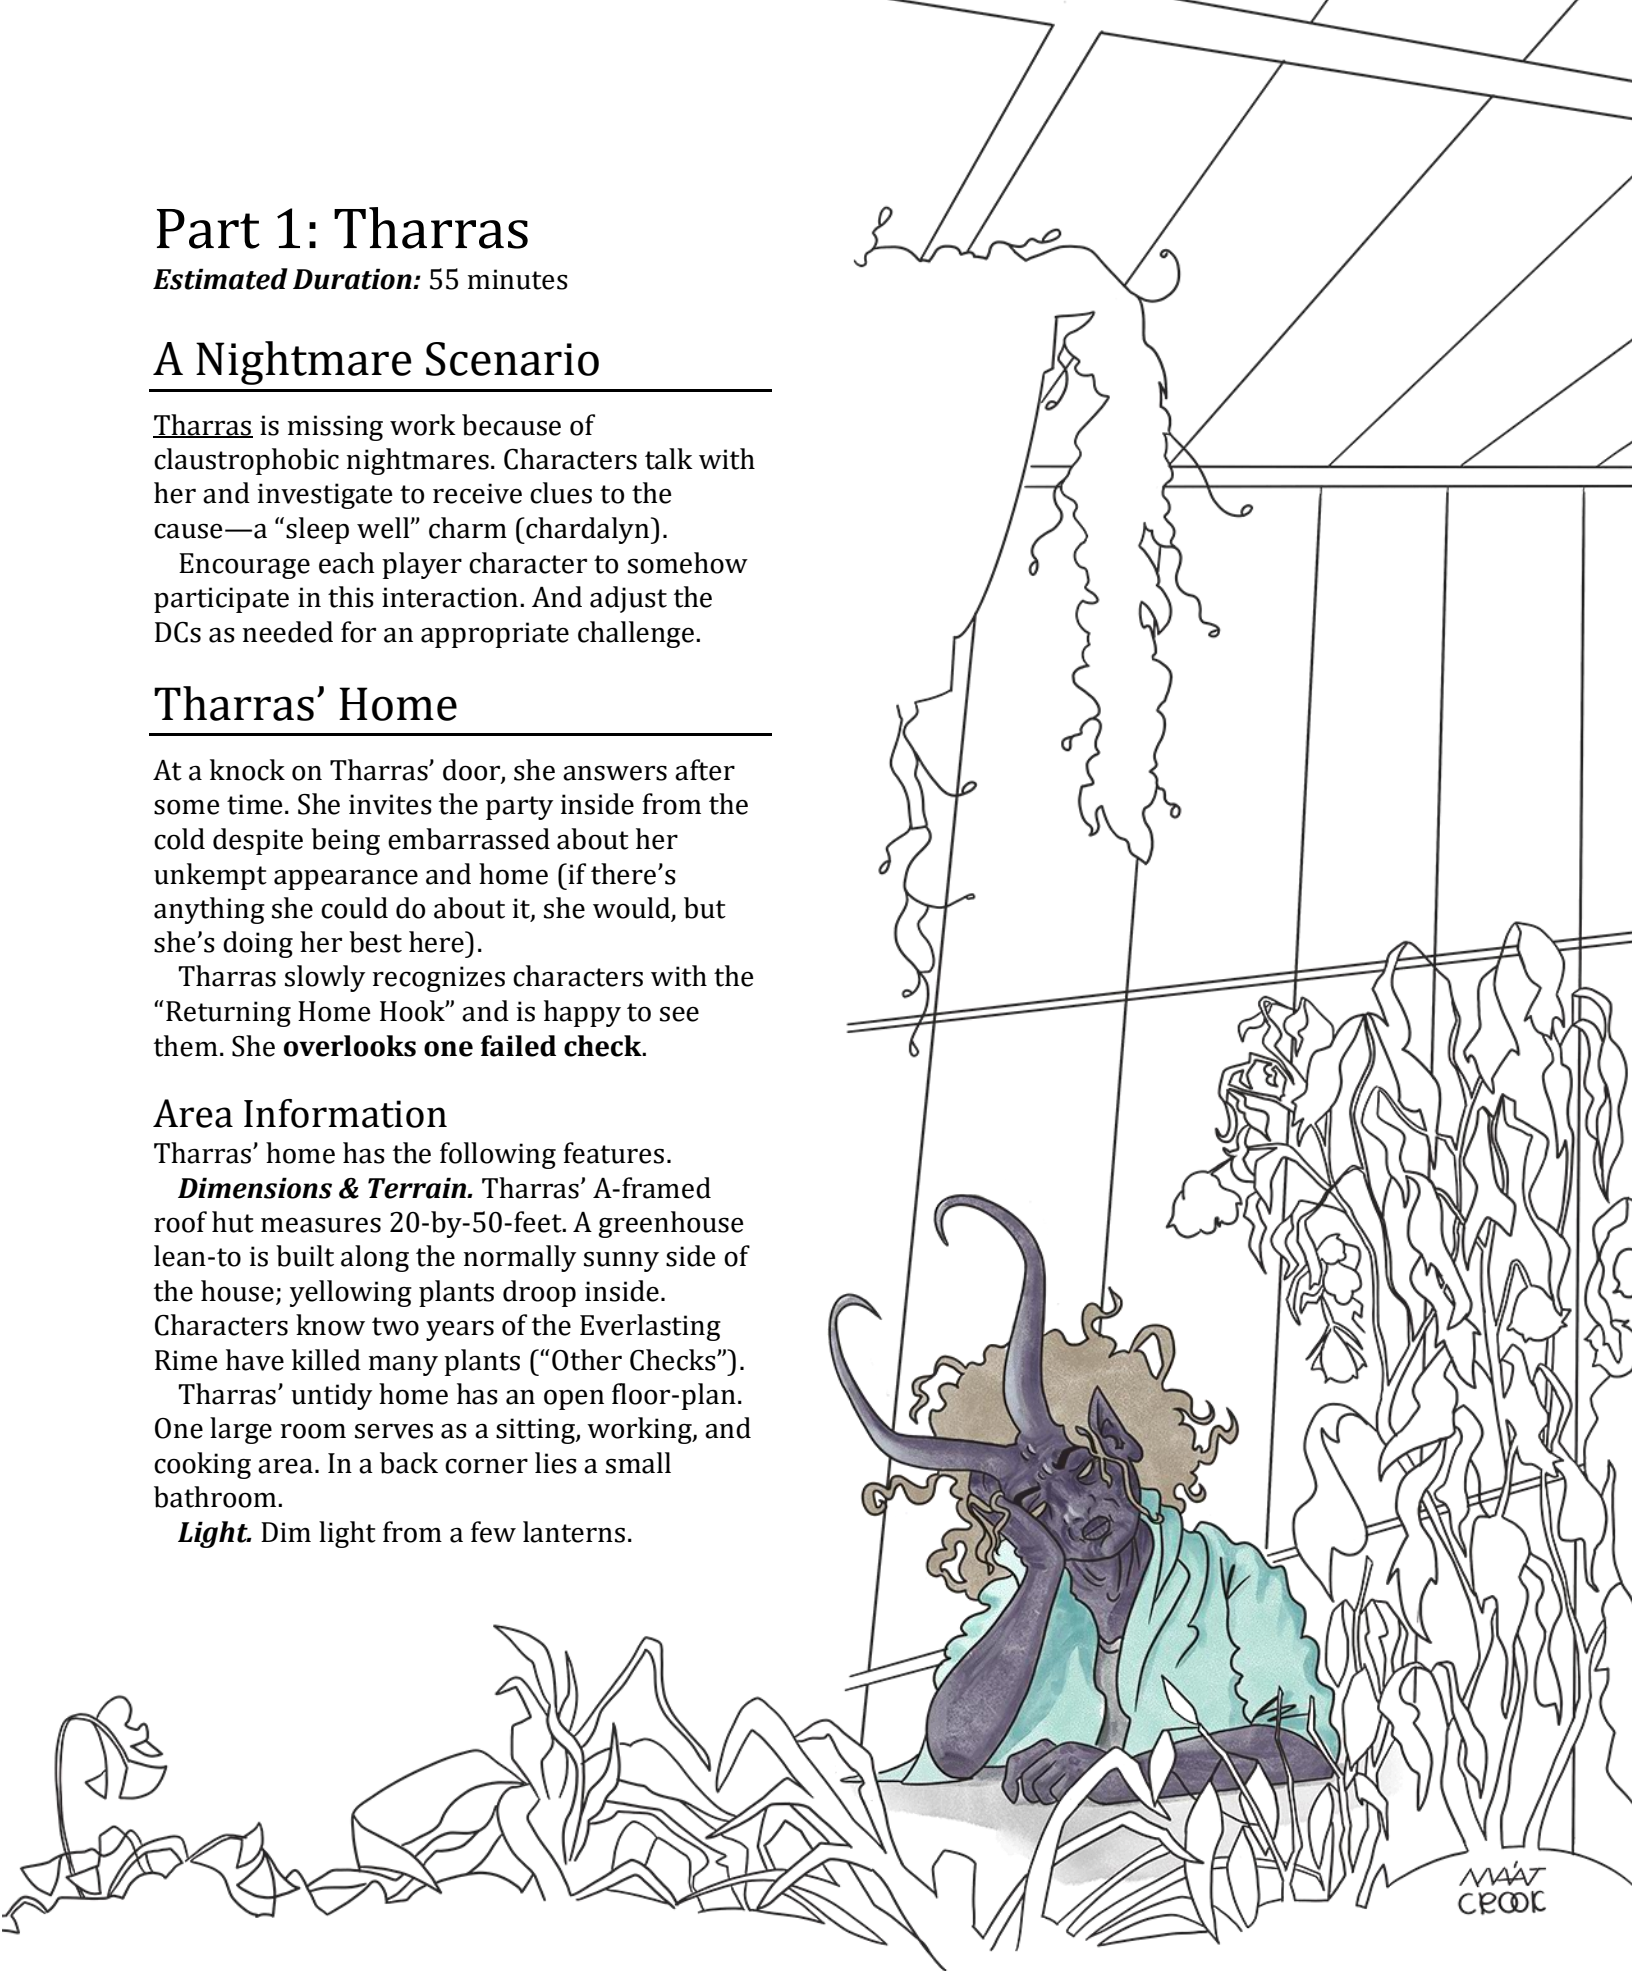 Part 1: Tharras
Estimated Duration: 55 minutes
A Nightmare Scenario
Tharras is missing work because of
claustrophobic nightmares. Characters talk with
her and investigate to receive clues to the
cause—a “sleep well” charm (chardalyn).
Encourage each player character to somehow
participate in this interaction. And adjust the
DCs as needed for an appropriate challenge.
Tharras’ Home
At a knock on Tharras’ door, she answers after
some time. She invites the party inside from the
cold despite being embarrassed about her
unkempt appearance and home (if there’s
anything she could do about it, she would, but
she’s doing her best here).
Tharras slowly recognizes characters with the
“Returning Home Hook” and is happy to see
them. She overlooks one failed check.
Area Information
Tharras’ home has the following features.
Dimensions & Terrain. Tharras’ A-framed
roof hut measures 20-by-50-feet. A greenhouse
lean-to is built along the normally sunny side of
the house; yellowing plants droop inside.
Characters know two years of the Everlasting
Rime have killed many plants (“Other Checks”).
Tharras’ untidy home has an open floor-plan.
One large room serves as a sitting, working, and
cooking area. In a back corner lies a small
bathroom.
Light. Dim light from a few lanterns.
MA'AT
CROOK